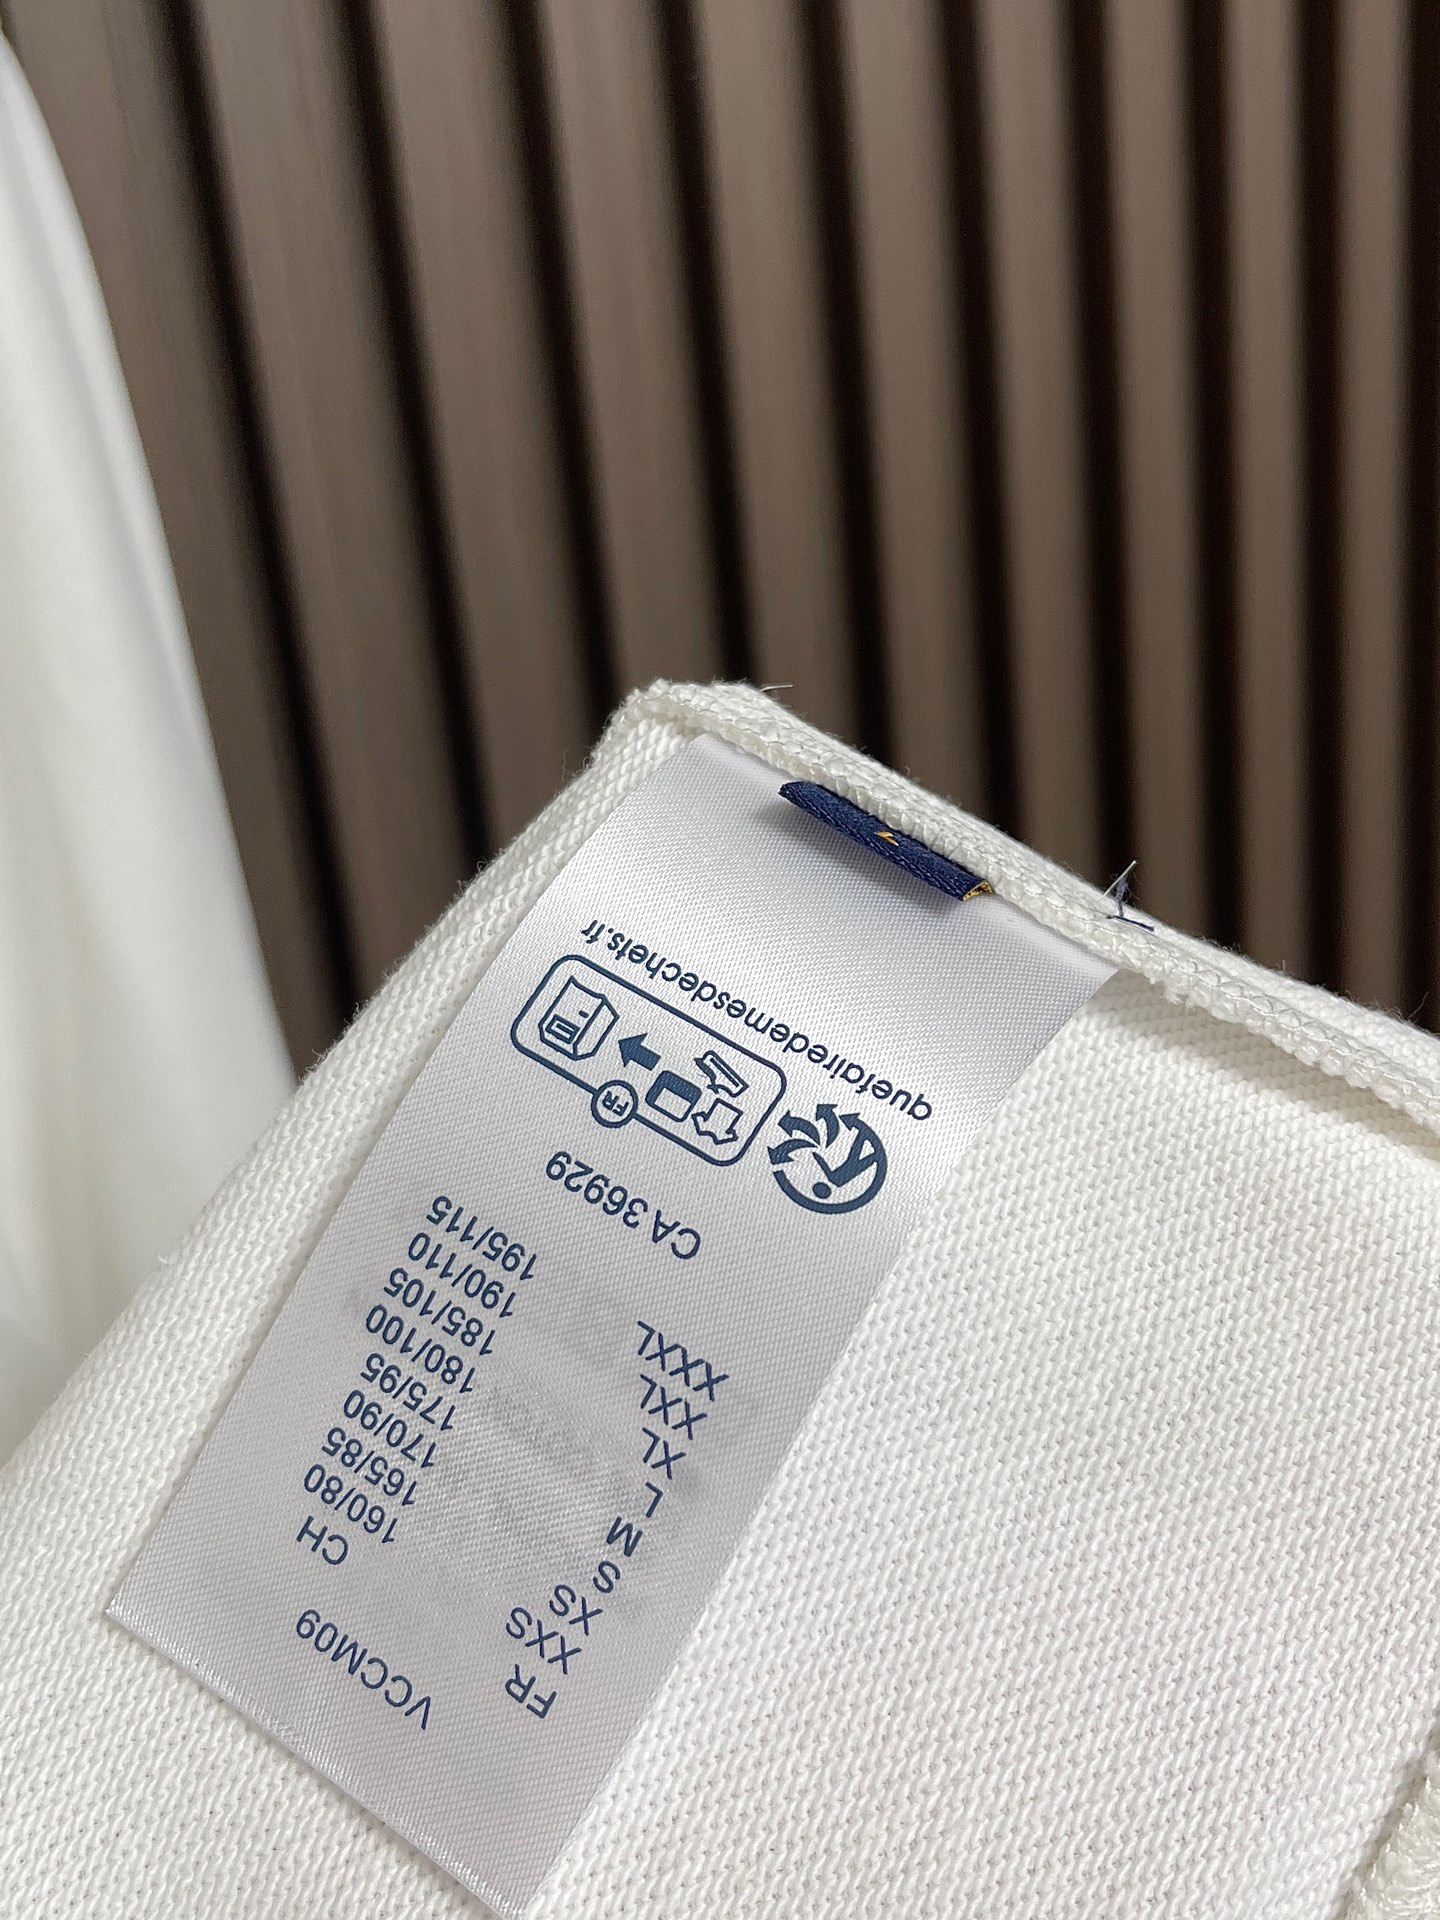 VCCM09
FR CH
XXS 160/80
XS 165/85
S 170/90
M 175/95
L 180/100
XL 185/105
XXL 190/110
XXXL 195/115
CA 36929
FR
quefairedemesdechets.fr